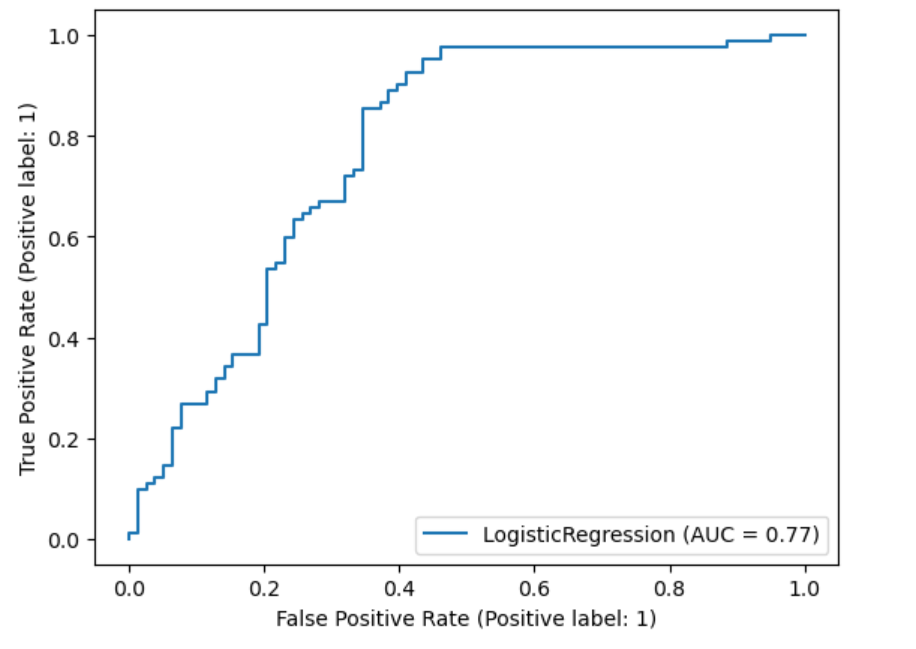 1.0
0.8
0.6
0.4
0.2
0.0
True Positive Rate (Positive label: 1)
LogisticRegression (AUC = 0.77)
0.0 0.2 0.4 0.6 0.8 1.0
False Positive Rate (Positive label: 1)